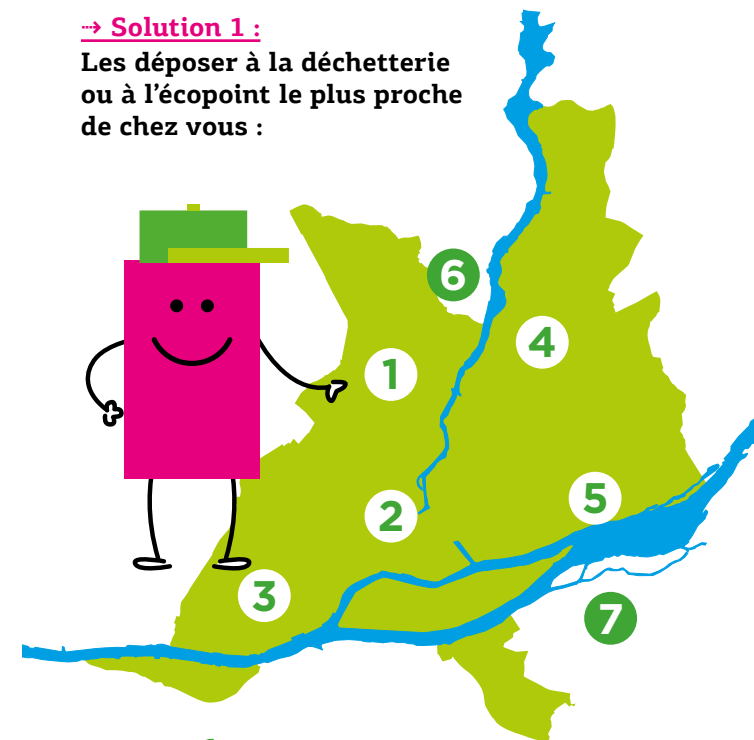 ⤑ Solution 1 :
Les déposer à la déchetterie
ou à l’écopoint le plus proche
de chez vous :
6
4
1
5
2
3
7